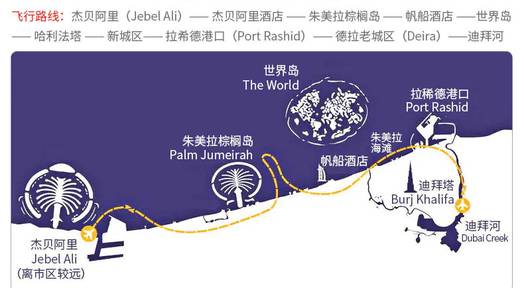 飞行路线：杰贝阿里（Jebel Ali）—— 杰贝阿里酒店 —— 朱美拉棕榈岛 —— 帆船酒店 ——世界岛
—— 哈利法塔 —— 新城区—— 拉希德港口（Port Rashid）—— 德拉老城区（Deira）——迪拜河
世界岛
The World
拉稀德港口
Port Rashid
朱美拉棕榈岛
Palm Jumeirah
朱美拉
海滩
帆船酒店
迪拜塔
Burj Khalifa
迪拜河
Dubai Creek
杰贝阿里
Jebel Ali
（离市区较远）